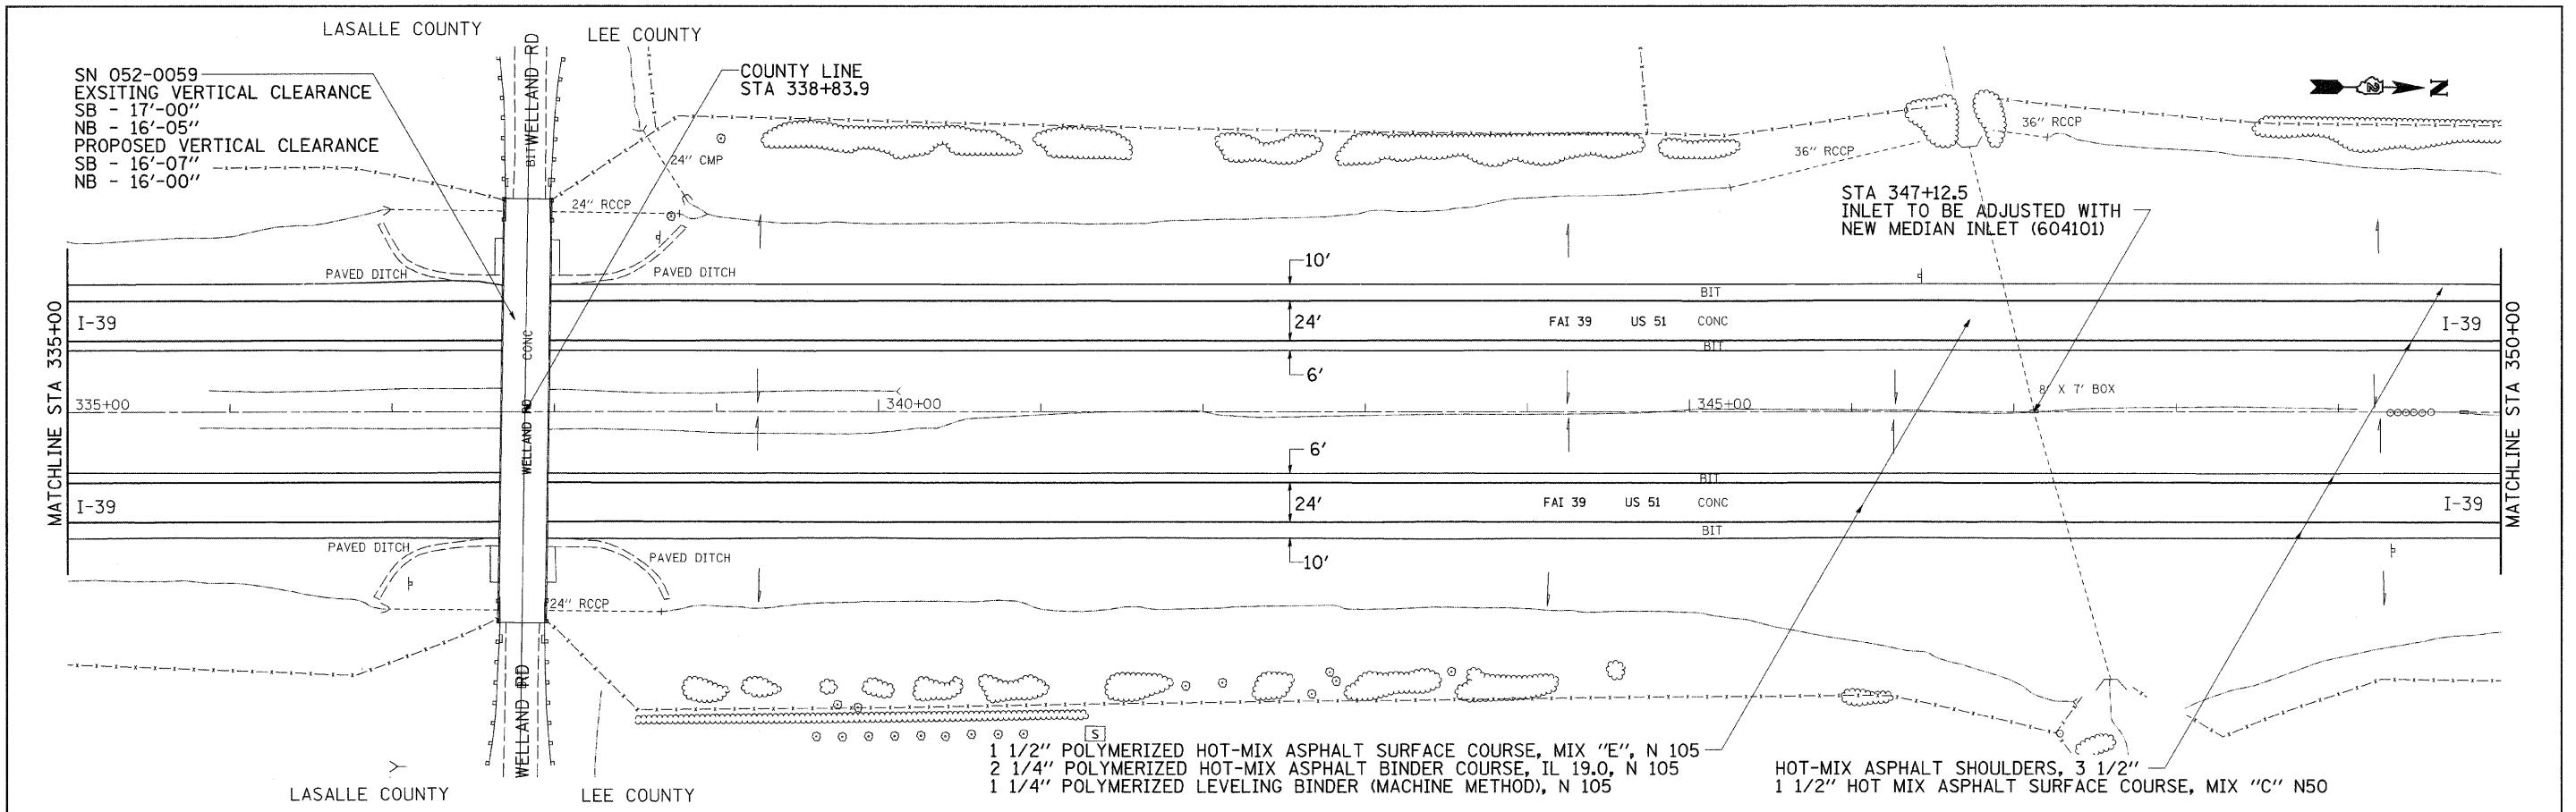 LASALLE COUNTY
LEE COUNTY
BIT
WELLAND RD
SN 052-0059
EXSITING VERTICAL CLEARANCE
SB - 17'-00"
NB - 16'-05"
PROPOSED VERTICAL CLEARANCE
SB - 16'-07"
NB - 16'-00"
COUNTY LINE
STA 338+83.9
N
24" CMP
36" RCCP
36" RCCP
24" RCCP
STA 347+12.5
INLET TO BE ADJUSTED WITH
NEW MEDIAN INLET (604101)
PAVED DITCH
PAVED DITCH
10'
BIT
MATCHLINE STA 335+00
I-39
CONC
24'
FAI 39
US 51
CONC
I-39
MATCHLINE STA 350+00
BIT
6'
8' X 7' BOX
335+00
340+00
345+00
WELLAND RD
6'
BIT
I-39
24'
FAI 39
US 51
CONC
I-39
BIT
PAVED DITCH
PAVED DITCH
10'
24" RCCP
WELLAND RD
S
1 1/2" POLYMERIZED HOT-MIX ASPHALT SURFACE COURSE, MIX "E", N 105
2 1/4" POLYMERIZED HOT-MIX ASPHALT BINDER COURSE, IL 19.0, N 105
1 1/4" POLYMERIZED LEVELING BINDER (MACHINE METHOD), N 105
HOT-MIX ASPHALT SHOULDERS, 3 1/2"
1 1/2" HOT MIX ASPHALT SURFACE COURSE, MIX "C" N50
LASALLE COUNTY
LEE COUNTY